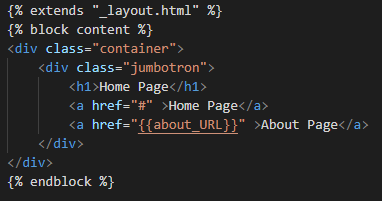 {% extends "_layout.html" %}
{% block content %}
<div class="container">
    <div class="jumbotron">
        <h1>Home Page</h1>
        <a href="#" >Home Page</a>
        <a href="{{about_URL}}" >About Page</a>
    </div>
</div>
{% endblock %}